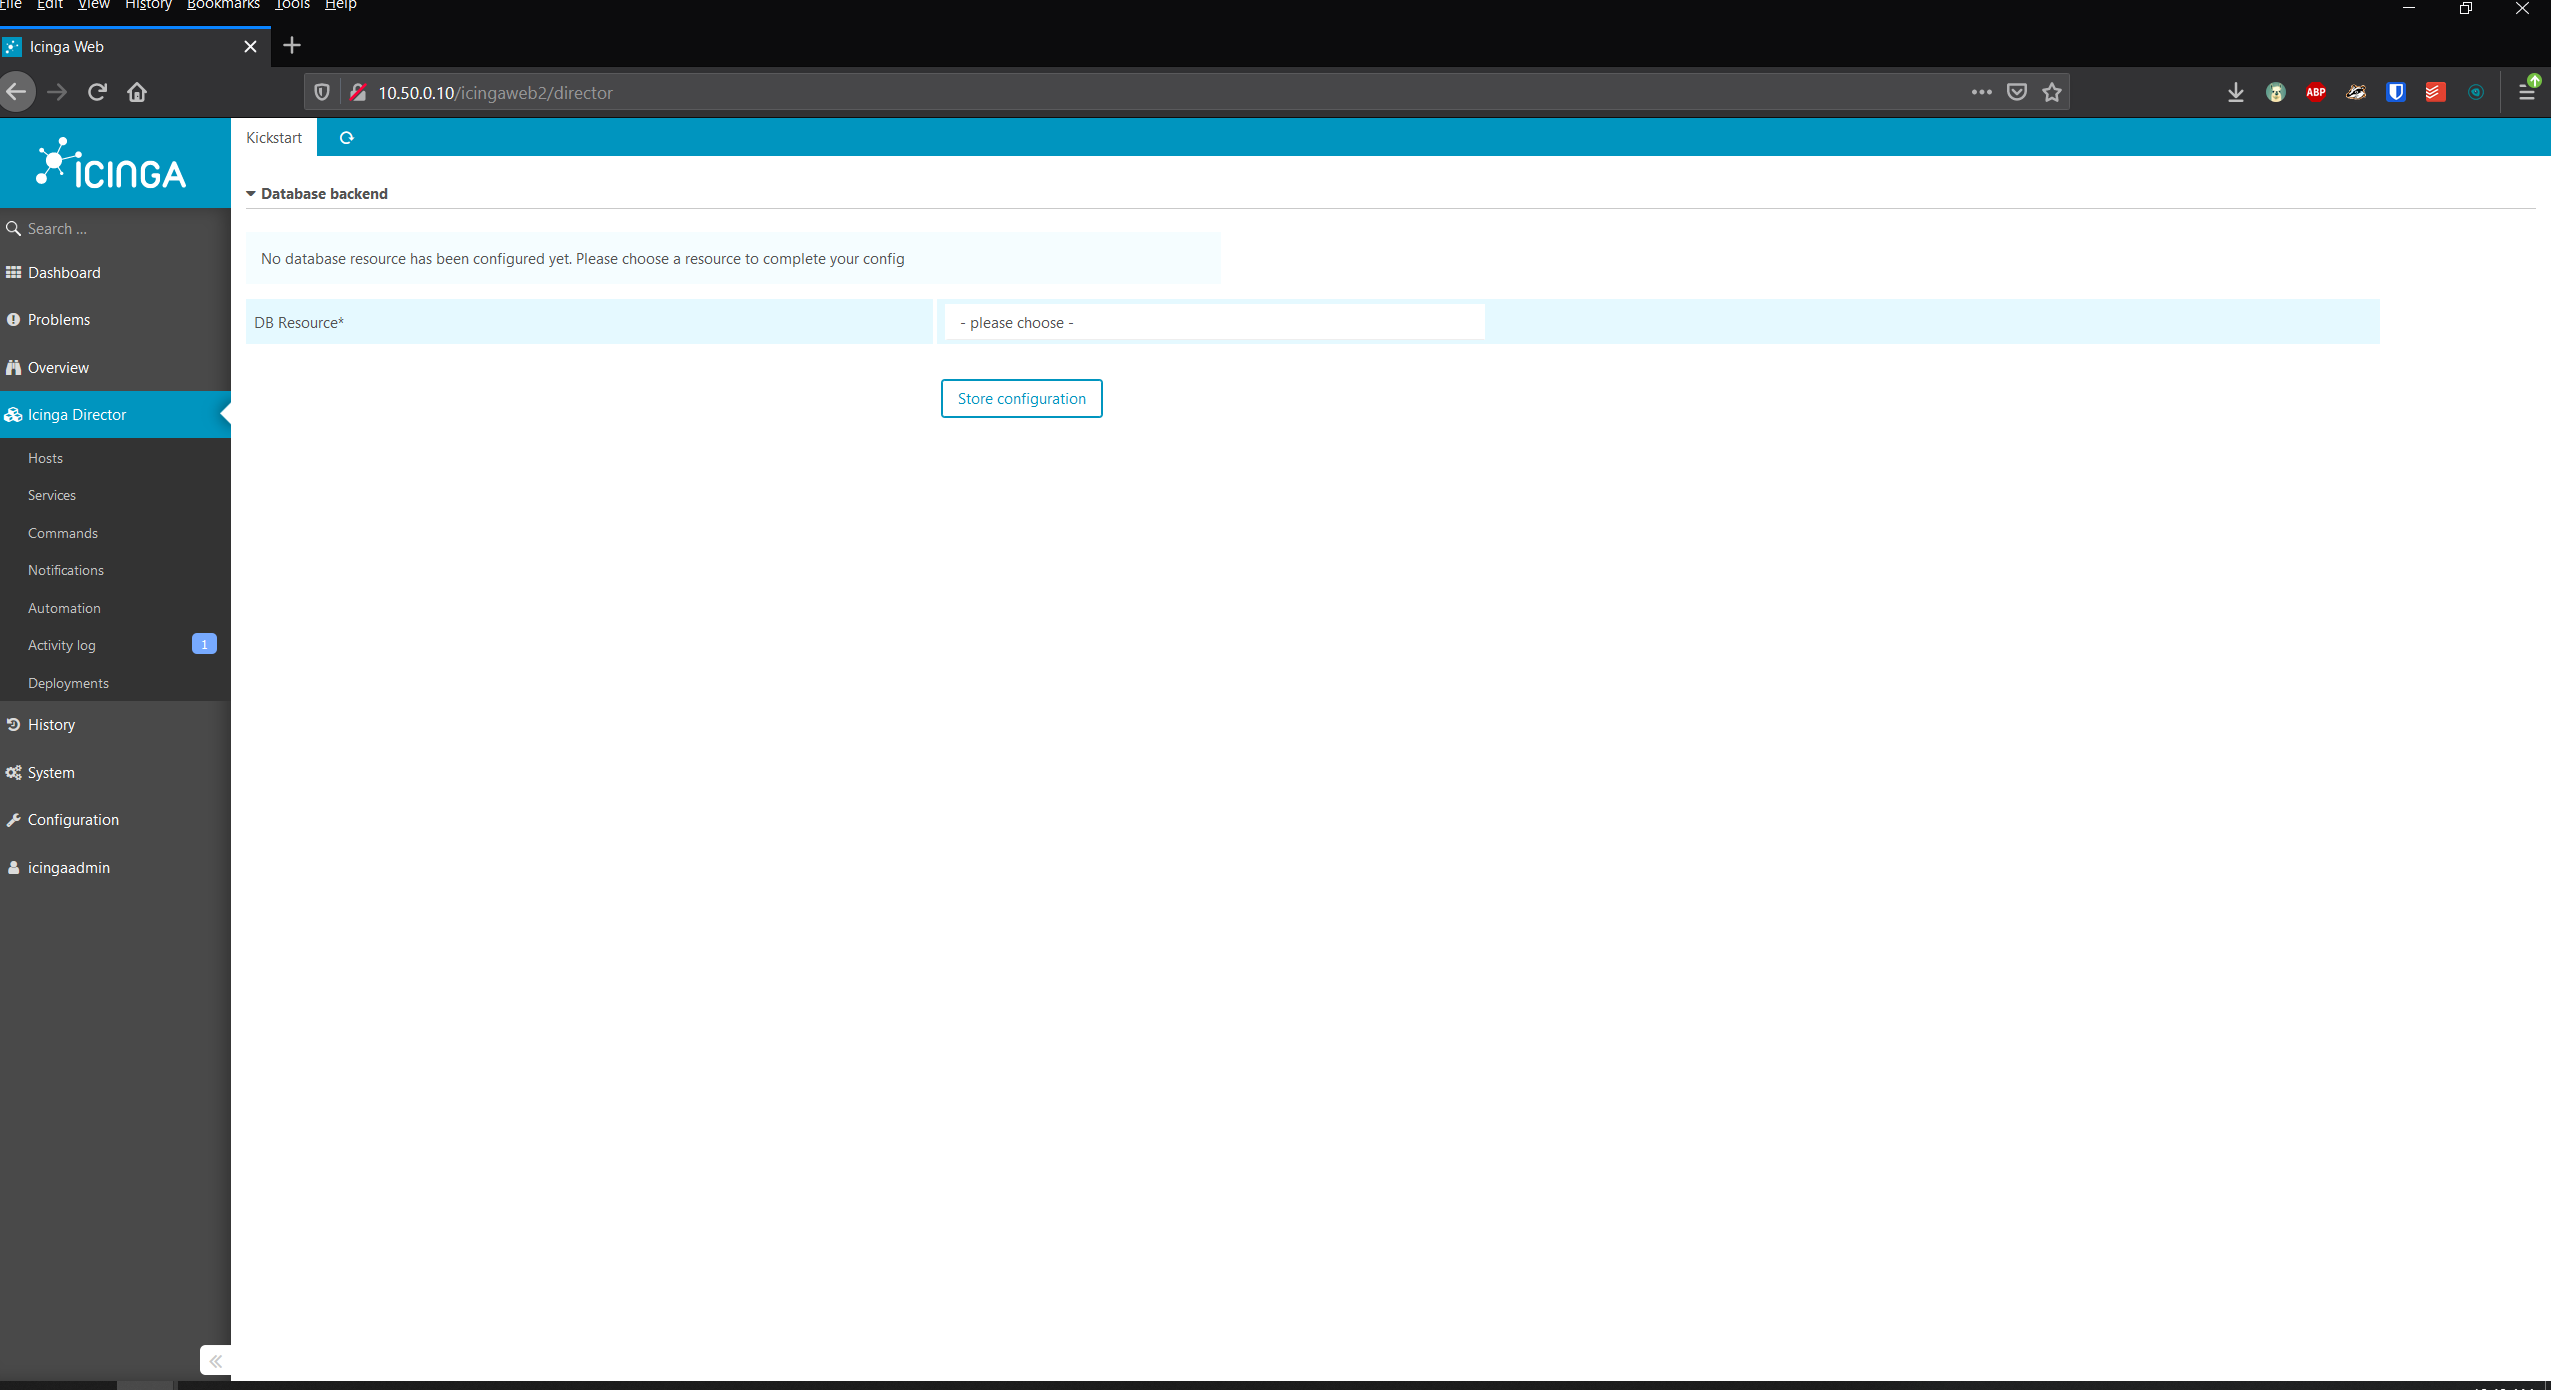 File Edit View History Bookmarks Tools Help
Icinga Web
10.50.0.10/icingaweb2/director
ABP
ICINGA
Kickstart
Search ...
Dashboard
Problems
Overview
Icinga Director
Hosts
Services
Commands
Notifications
Automation
Activity log 1
Deployments
History
System
Configuration
icingaadmin
Database backend
No database resource has been configured yet. Please choose a resource to complete your config
DB Resource*
- please choose -
Store configuration